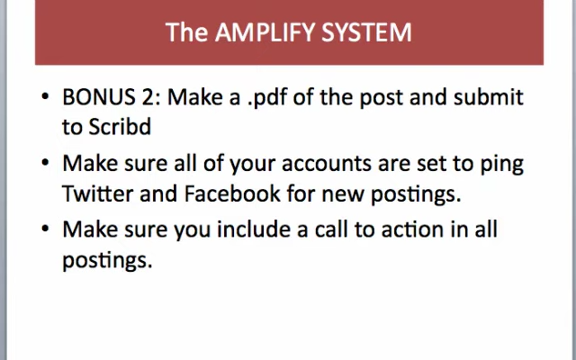 The AMPLIFY SYSTEM
• BONUS 2: Make a .pdf of the post and submit
to Scribd
• Make sure all of your accounts are set to ping
Twitter and Facebook for new postings.
• Make sure you include a call to action in all
postings.